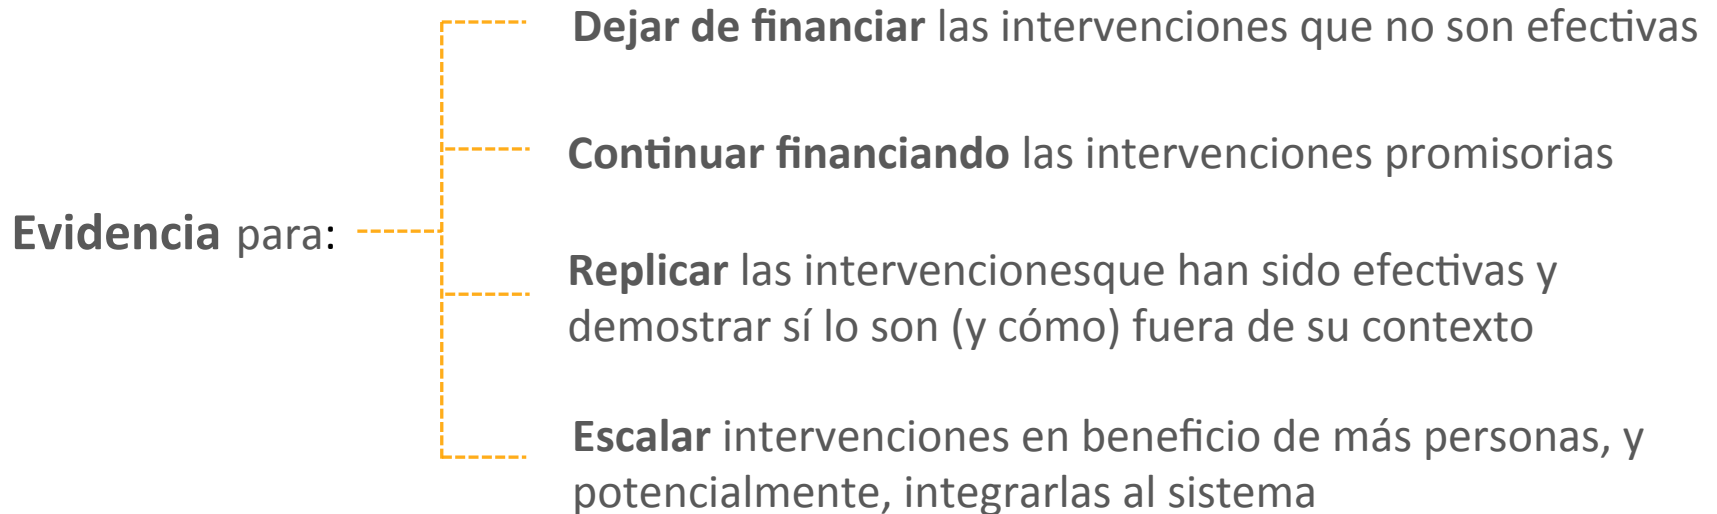 Dejar de financiar las intervenciones que no son efectivas
Continuar financiando las intervenciones promisorias
Evidencia para:
Replicar las intervencionesque han sido efectivas y
demostrar sí lo son (y cómo) fuera de su contexto
Escalar intervenciones en beneficio de más personas, y
potencialmente, integrarlas al sistema